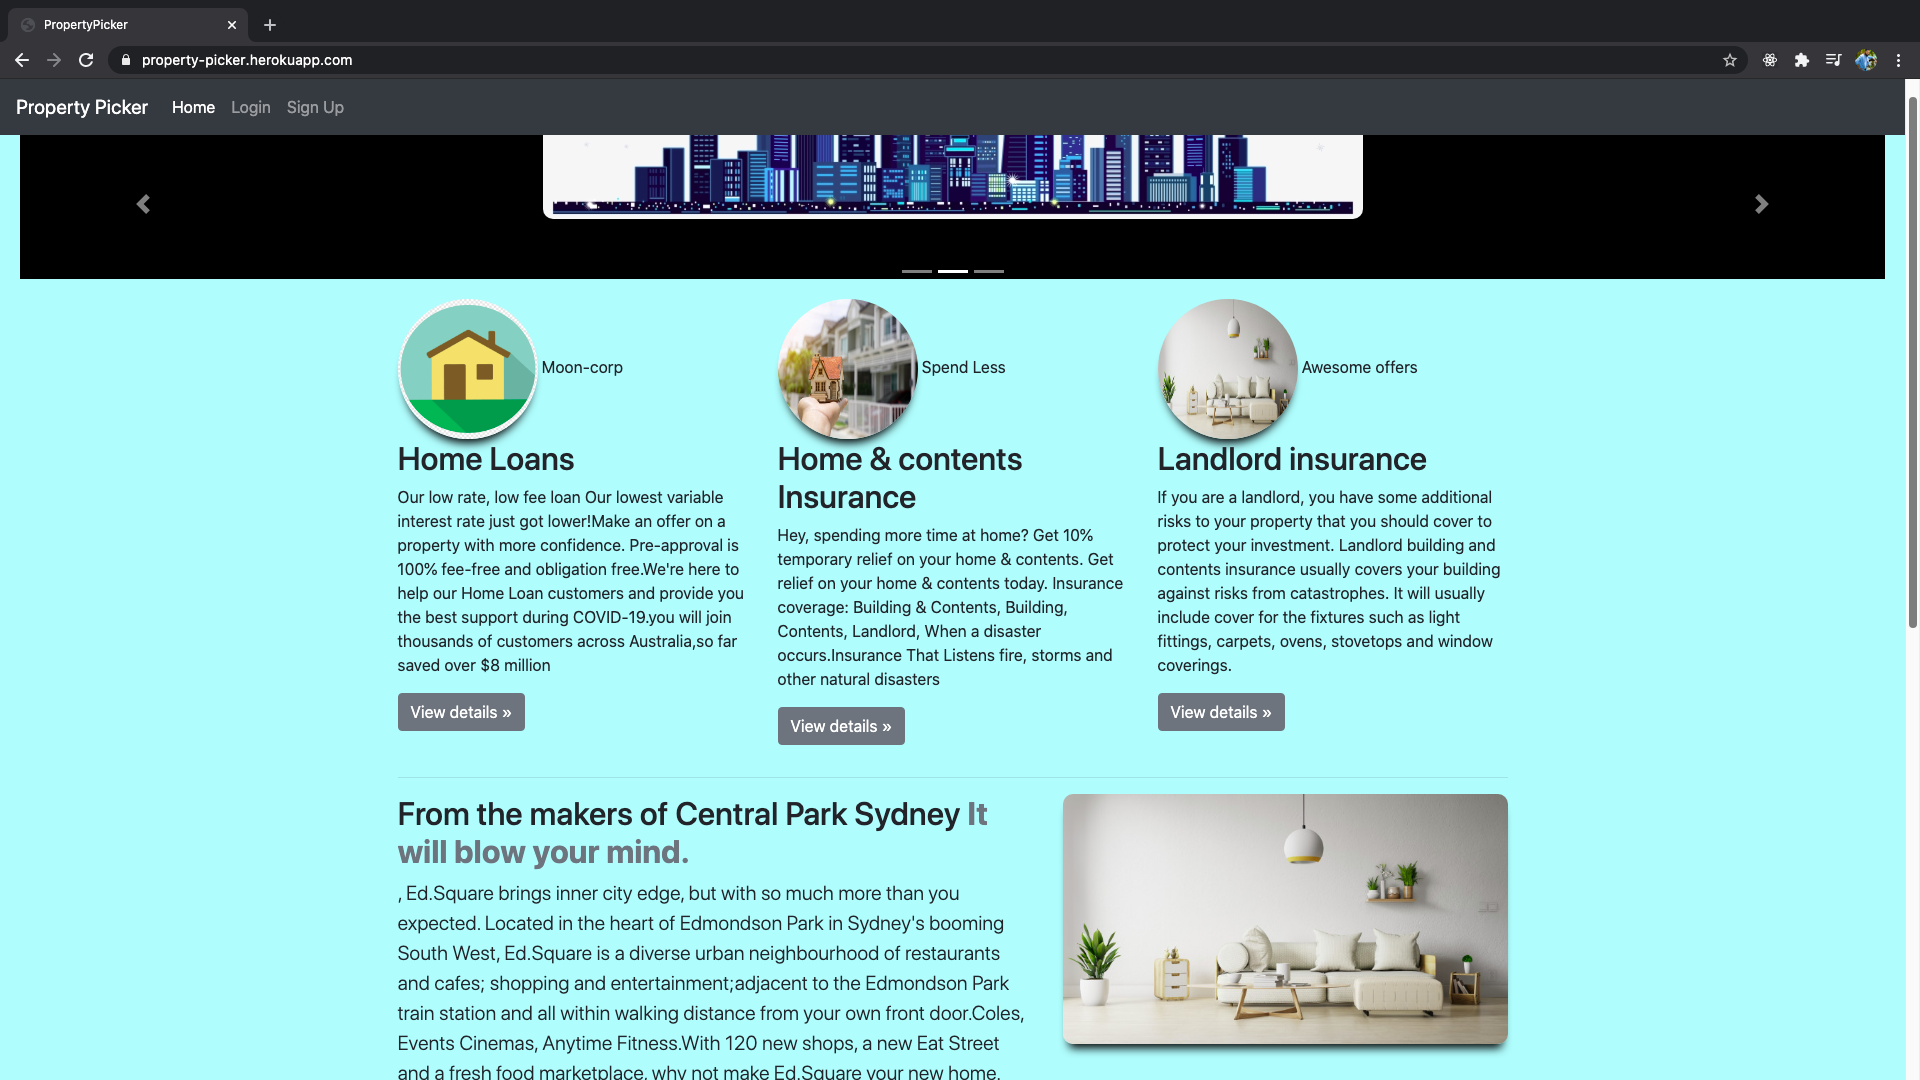 PropertyPicker
property-picker.herokuapp.com
Property Picker Home Login Sign Up
Moon-corp
Home Loans
Our low rate, low fee loan Our lowest variable
interest rate just got lower!Make an offer on a
property with more confidence. Pre-approval is
100% fee-free and obligation free.We're here to
help our Home Loan customers and provide you
the best support during COVID-19.you will join
thousands of customers across Australia,so far
saved over $8 million
View details »
Spend Less
Home & contents
Insurance
Hey, spending more time at home? Get 10%
temporary relief on your home & contents. Get
relief on your home & contents today. Insurance
coverage: Building & Contents, Building,
Contents, Landlord, When a disaster
occurs.Insurance That Listens fire, storms and
other natural disasters
View details »
Awesome offers
Landlord insurance
If you are a landlord, you have some additional
risks to your property that you should cover to
protect your investment. Landlord building and
contents insurance usually covers your building
against risks from catastrophes. It will usually
include cover for the fixtures such as light
fittings, carpets, ovens, stovetops and window
coverings.
View details »
From the makers of Central Park Sydney It
will blow your mind.
, Ed.Square brings inner city edge, but with so much more than you
expected. Located in the heart of Edmondson Park in Sydney's booming
South West, Ed.Square is a diverse urban neighbourhood of restaurants
and cafes; shopping and entertainment;adjacent to the Edmondson Park
train station and all within walking distance from your own front door.Coles,
Events Cinemas, Anytime Fitness.With 120 new shops, a new Eat Street
and a fresh food marketplace, why not make Ed.Square your new home.